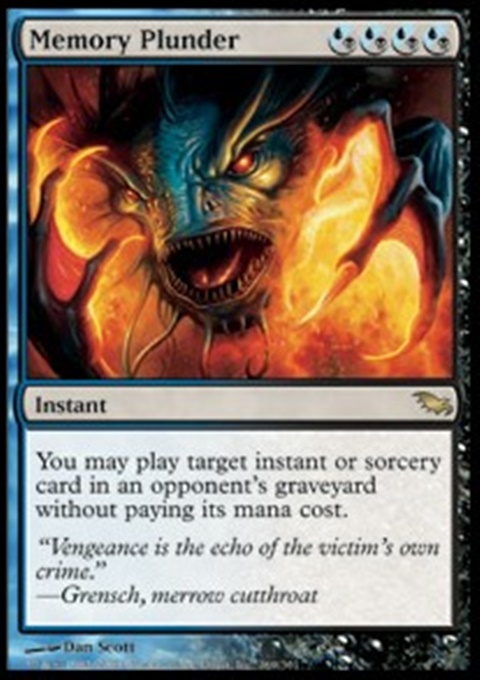 Memory Plunder
Instant
You may play target instant or sorcery
card in an opponent's graveyard
without paying its mana cost.
"Vengeance is the echo of the victim's own
crime."
—Grensch, merrow cutthroat
Dan Scott